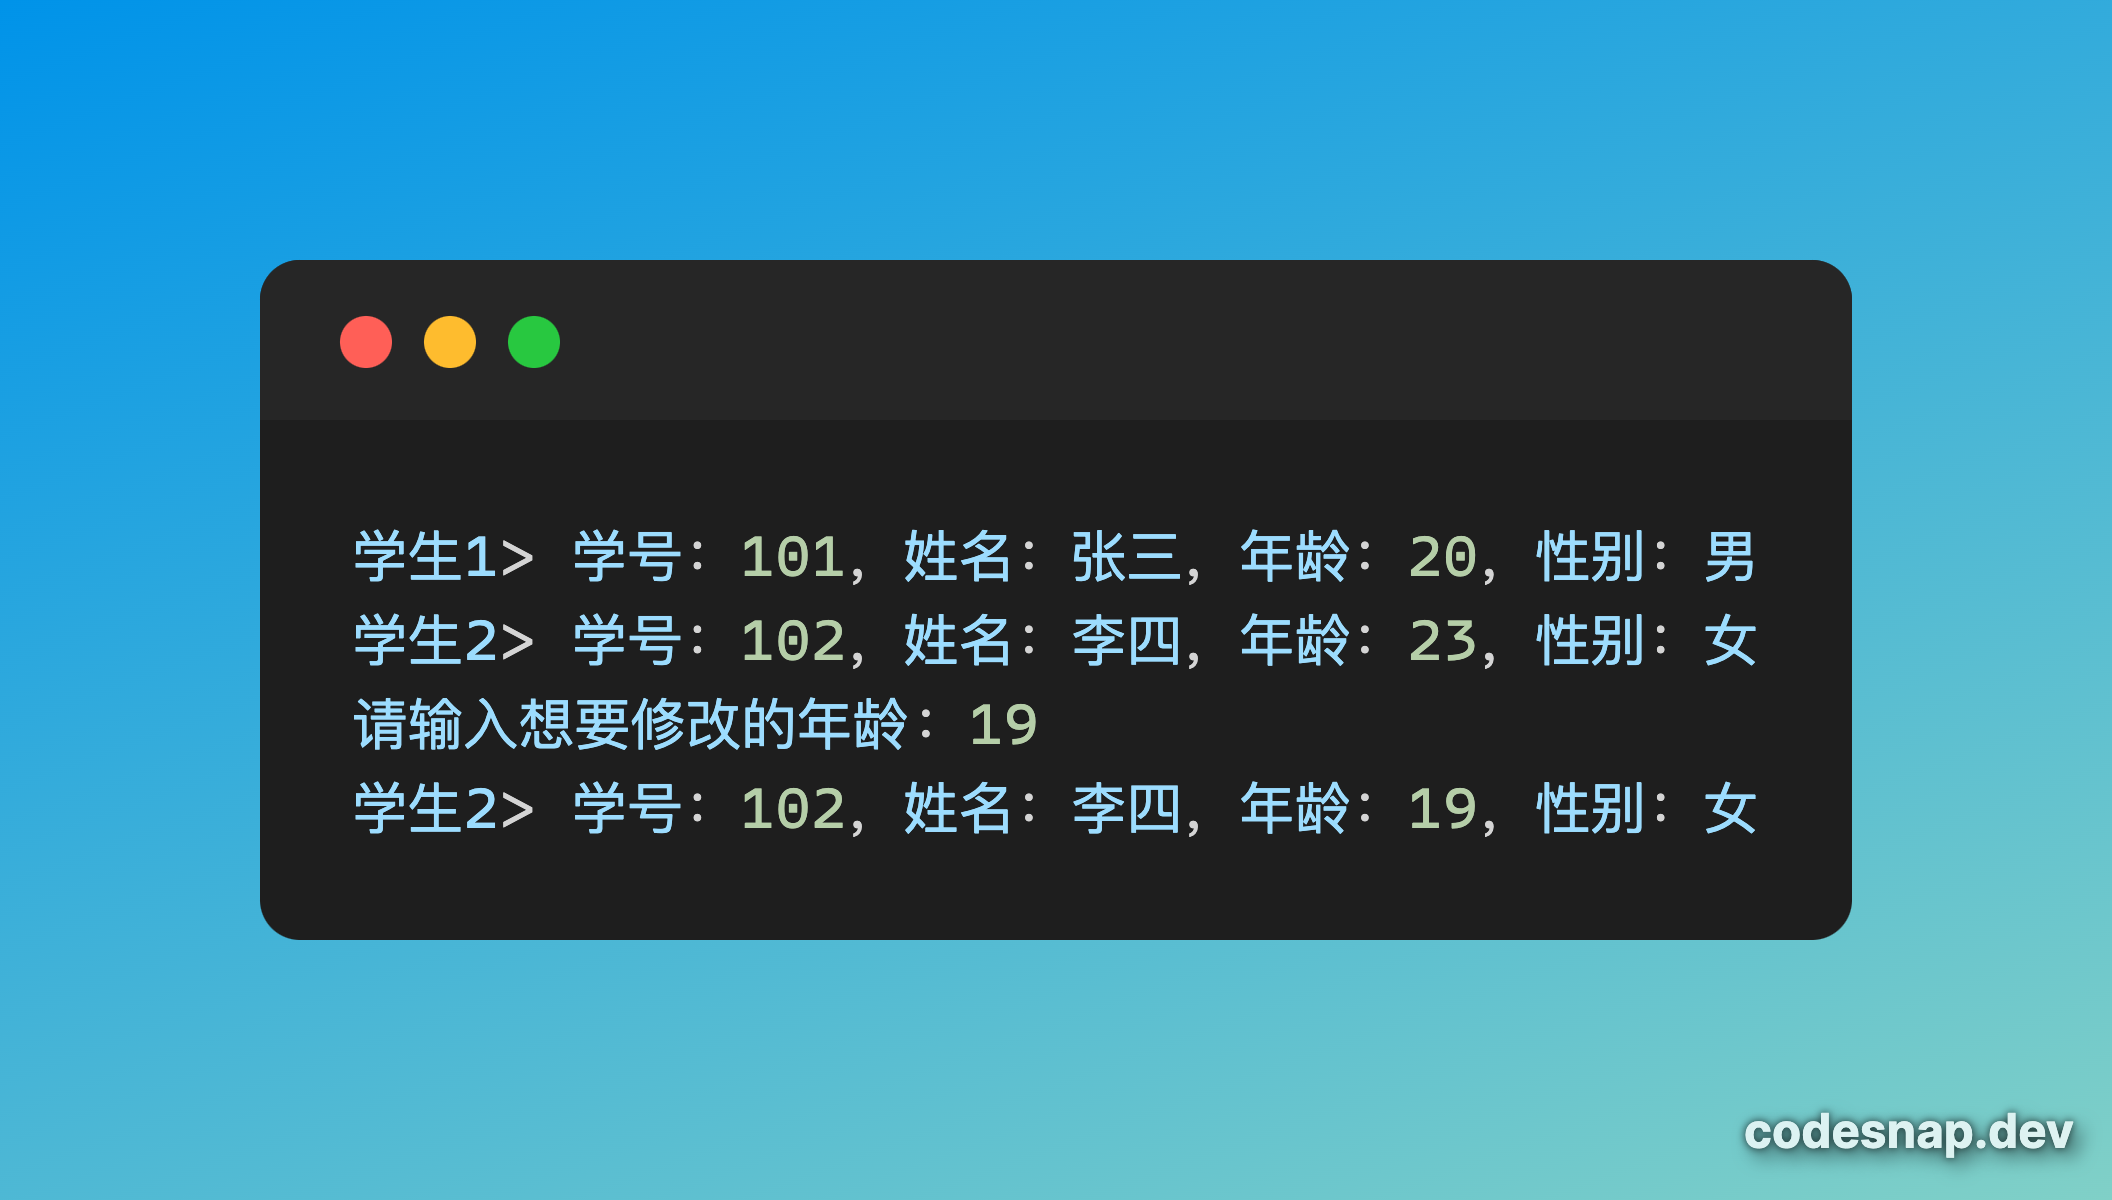 学生1> 学号：101，姓名：张三，年龄：20，性别：男
学生2> 学号：102，姓名：李四，年龄：23，性别：女
请输入想要修改的年龄：19
学生2> 学号：102，姓名：李四，年龄：19，性别：女
codesnap.dev